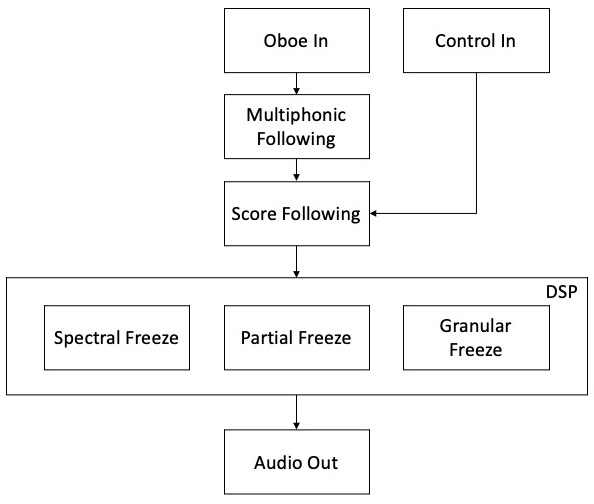 Oboe In
Control In
Multiphonic
Following
Score Following
DSP
Spectral Freeze
Partial Freeze
Granular
Freeze
Audio Out